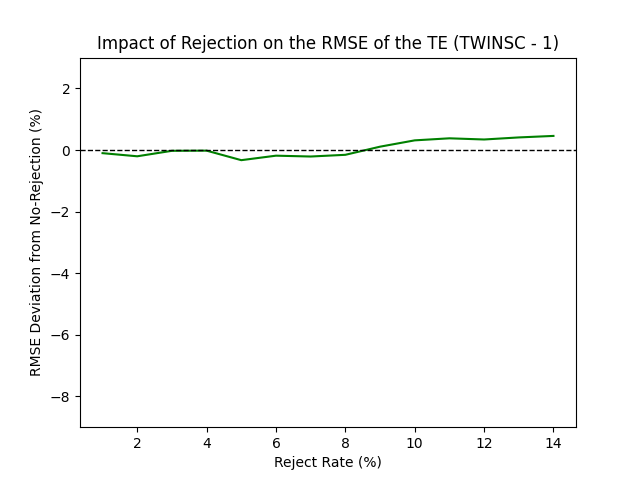 Impact of Rejection on the RMSE of the TE (TWINSC - 1)
RMSE Deviation from No-Rejection (%)
2
0
−2
−4
−6
−8
2 4 6 8 10 12 14
Reject Rate (%)